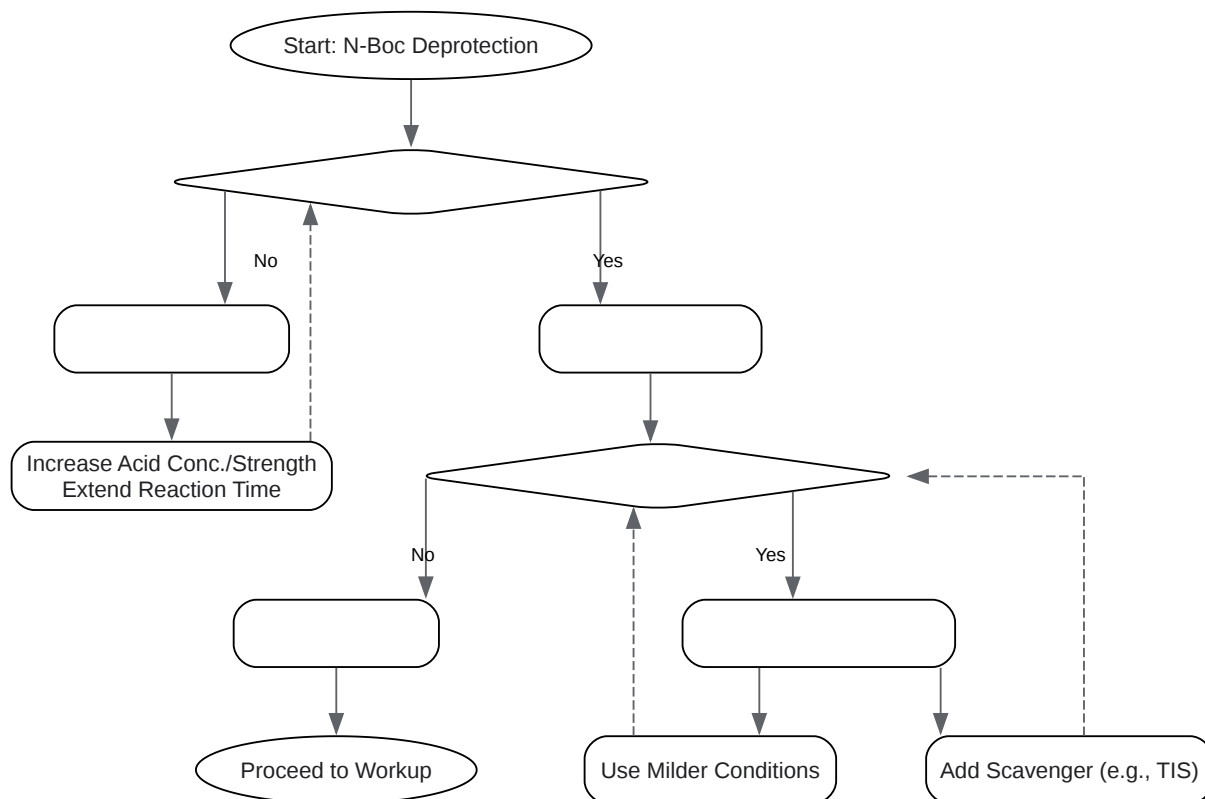 Start: N-Boc Deprotection
No
Yes
Increase Acid Conc./Strength
Extend Reaction Time
No
Yes
Proceed to Workup
Use Milder Conditions
Add Scavenger (e.g., TIS)